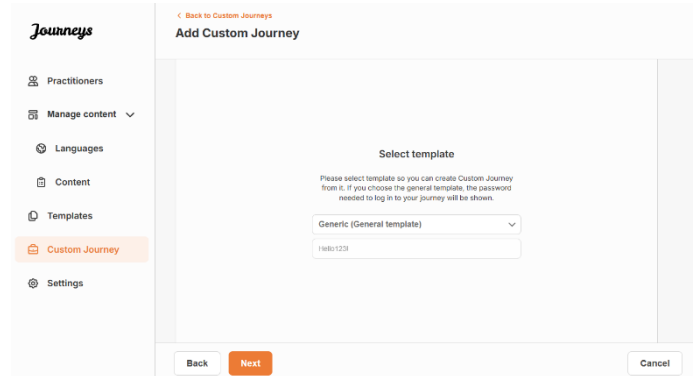 Journeys
Practitioners
Manage content
Languages
Content
Templates
Custom Journey
Settings
Back to Custom Journeys
Add Custom Journey
Select template
Please select template so you can create Custom Journey
from it. If you choose the general template, the password
needed to log in to your journey will be shown.
Generic (General template)
Hello123!
Back
Next
Cancel